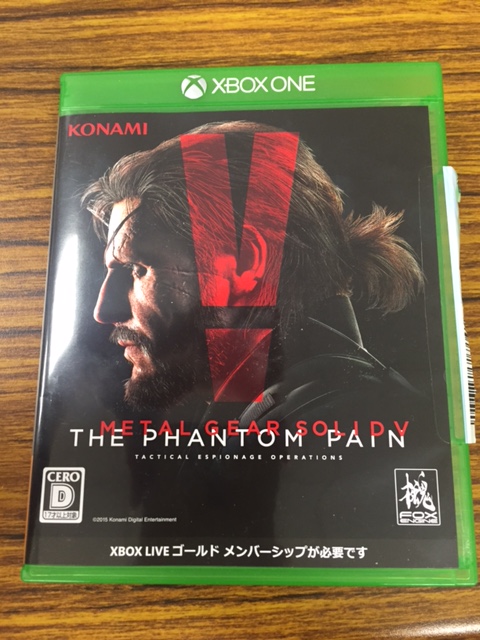 XBOX ONE
KONAMI
V
METAL GEAR SOLID V
THE PHANTOM PAIN
TACTICAL ESPIONAGE OPERATIONS
CERO
D
17才以上対象
©2015 Konami Digital Entertainment
FOX
ENGINE
XBOX LIVE ゴールド メンバーシップが必要です